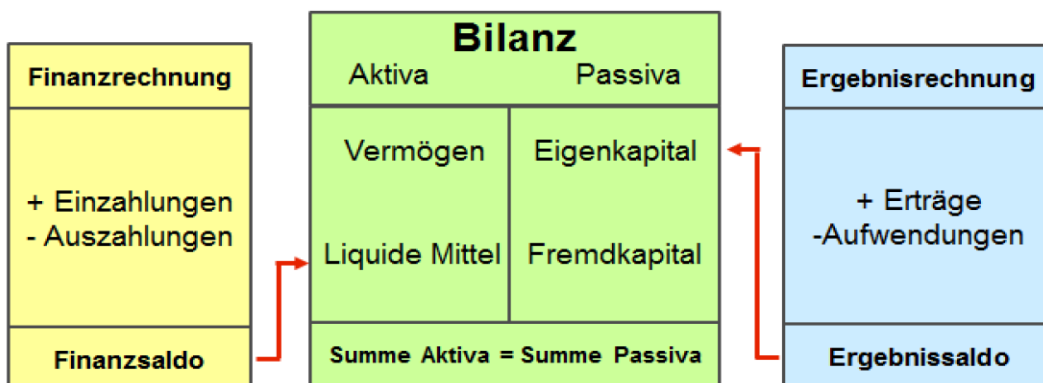 Finanzrechnung
+ Einzahlungen
- Auszahlungen
Finanzsaldo
Bilanz
Aktiva Passiva
Vermögen Eigenkapital
Liquide Mittel Fremdkapital
Summe Aktiva = Summe Passiva
Ergebnisrechnung
+ Erträge
-Aufwendungen
Ergebnissaldo